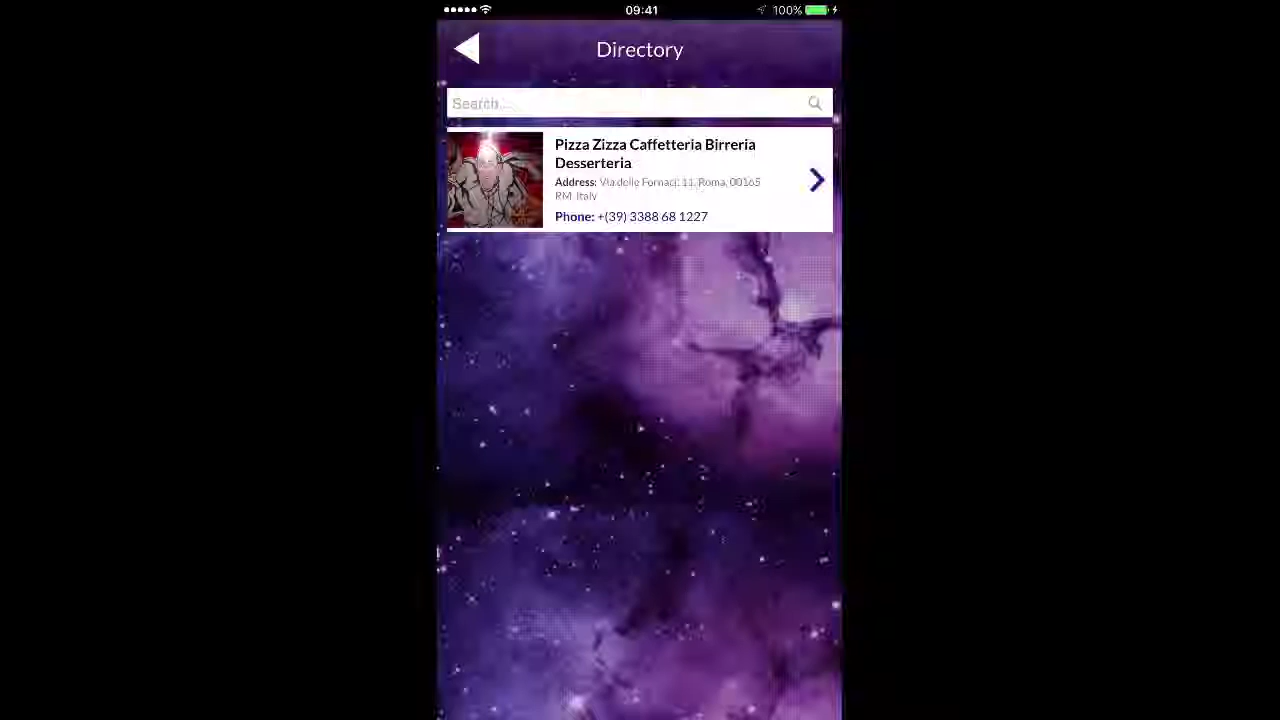 09:41
100%
Directory
Search...
Pizza Zizza Caffetteria Birreria
Desserteria
Address: Via delle Fornaci, 11, Roma, 00165
RM, Italy
Phone: +(39) 3388 68 1227